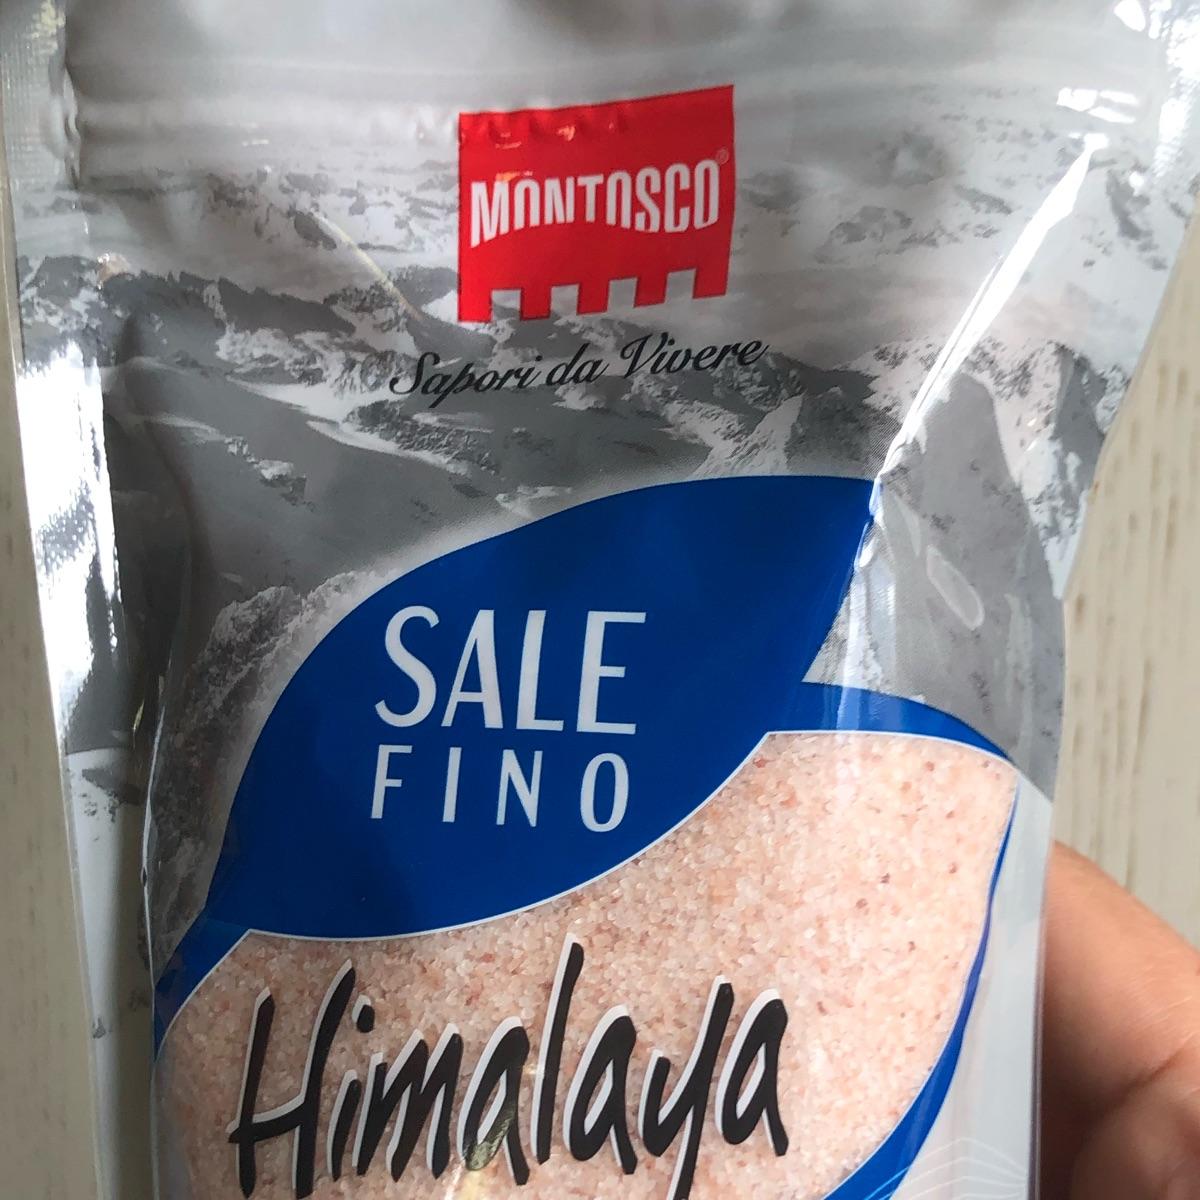 MONTOSCO®
Sapori da Vivere
SALE
FINO
Himalaya